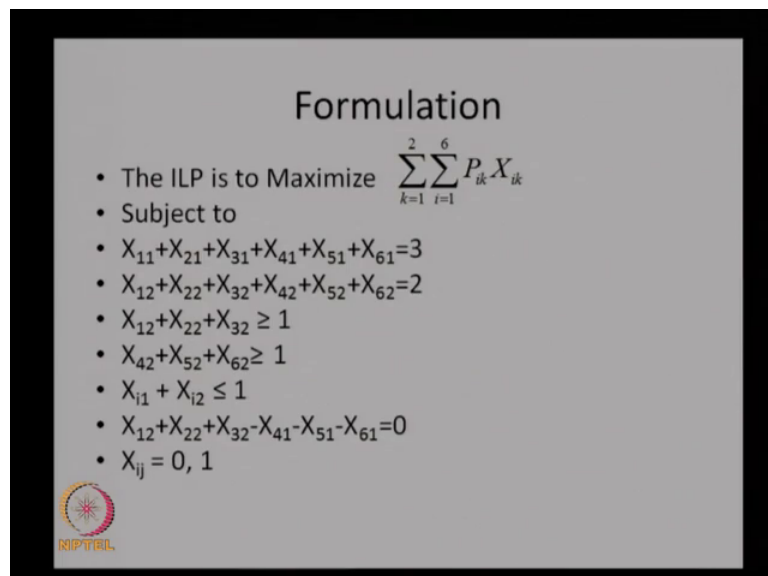 Formulation
• The ILP is to Maximize $\sum_{k=1}^{2}\sum_{i=1}^{6} P_{ik} X_{ik}$
• Subject to
• X₁₁+X₂₁+X₃₁+X₄₁+X₅₁+X₆₁=3
• X₁₂+X₂₂+X₃₂+X₄₂+X₅₂+X₆₂=2
• X₁₂+X₂₂+X₃₂ ≥ 1
• X₄₂+X₅₂+X₆₂≥ 1
• Xᵢ₁ + Xᵢ₂ ≤ 1
• X₁₂+X₂₂+X₃₂-X₄₁-X₅₁-X₆₁=0
• Xᵢⱼ = 0, 1
NPTEL